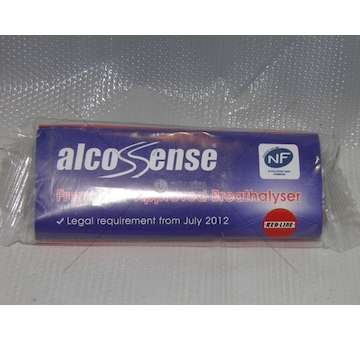 alcoSense
NF
Approved Breathalyser
✓ Legal requirement from July 2012
RED LINE